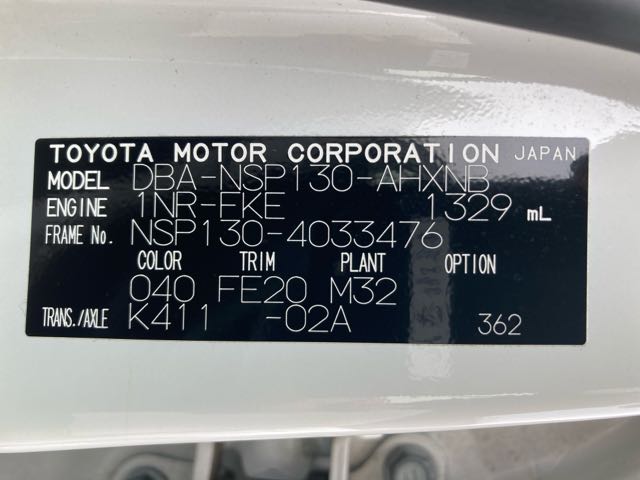 TOYOTA MOTOR CORPORATION JAPAN
MODEL DBA-NSP130-AHXNB
ENGINE 1NR-FKE 1329 mL
FRAME No. NSP130-4033476
COLOR TRIM PLANT OPTION
040 FE20 M32
TRANS./AXLE K411 -02A 362